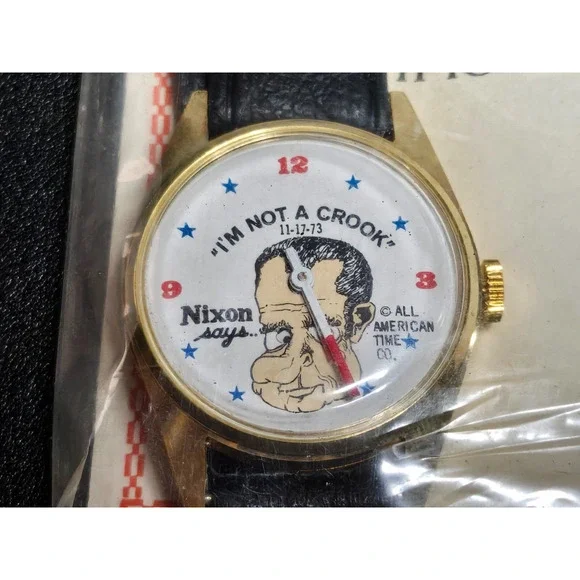 12
"I'M NOT A CROOK"
11-17-73
9
3
Nixon
says..
© ALL
AMERICAN
TIME
CO.